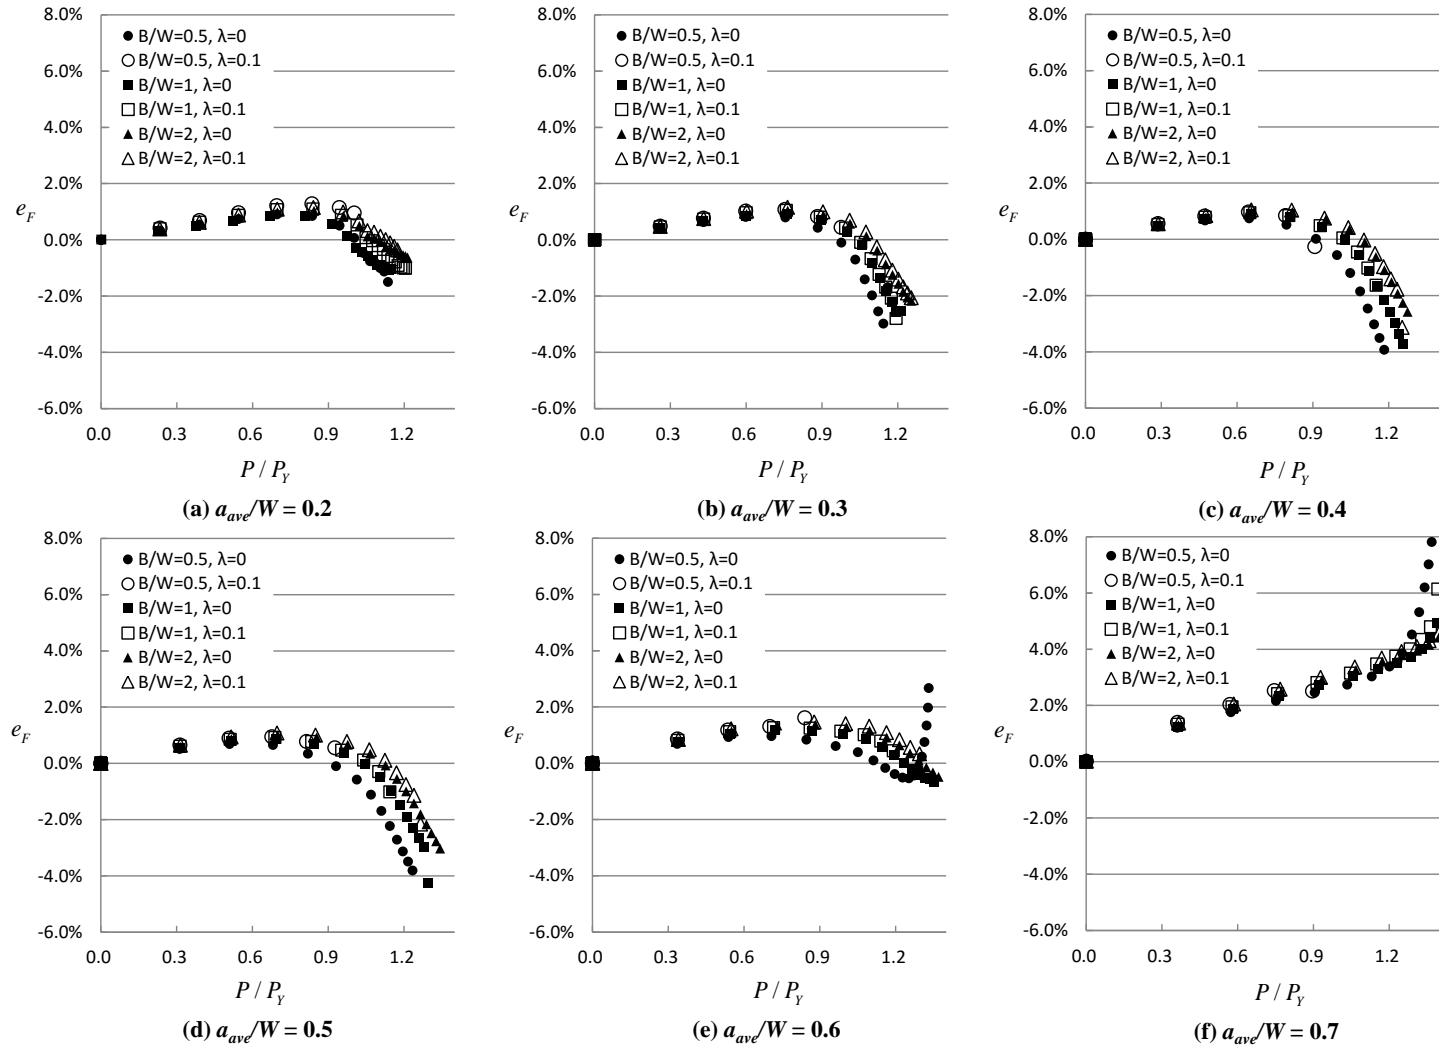 8.0%
6.0%
4.0%
2.0%
0.0%
-2.0%
-4.0%
-6.0%
e_F
B/W=0.5, λ=0
B/W=0.5, λ=0.1
B/W=1, λ=0
B/W=1, λ=0.1
B/W=2, λ=0
B/W=2, λ=0.1
0.0 0.3 0.6 0.9 1.2
P / P_Y
(a) a_ave/W = 0.2
8.0%
6.0%
4.0%
2.0%
0.0%
-2.0%
-4.0%
-6.0%
e_F
B/W=0.5, λ=0
B/W=0.5, λ=0.1
B/W=1, λ=0
B/W=1, λ=0.1
B/W=2, λ=0
B/W=2, λ=0.1
0.0 0.3 0.6 0.9 1.2
P / P_Y
(b) a_ave/W = 0.3
8.0%
6.0%
4.0%
2.0%
0.0%
-2.0%
-4.0%
-6.0%
e_F
B/W=0.5, λ=0
B/W=0.5, λ=0.1
B/W=1, λ=0
B/W=1, λ=0.1
B/W=2, λ=0
B/W=2, λ=0.1
0.0 0.3 0.6 0.9 1.2
P / P_Y
(c) a_ave/W = 0.4
8.0%
6.0%
4.0%
2.0%
0.0%
-2.0%
-4.0%
-6.0%
e_F
B/W=0.5, λ=0
B/W=0.5, λ=0.1
B/W=1, λ=0
B/W=1, λ=0.1
B/W=2, λ=0
B/W=2, λ=0.1
0.0 0.3 0.6 0.9 1.2
P / P_Y
(d) a_ave/W = 0.5
8.0%
6.0%
4.0%
2.0%
0.0%
-2.0%
-4.0%
-6.0%
e_F
B/W=0.5, λ=0
B/W=0.5, λ=0.1
B/W=1, λ=0
B/W=1, λ=0.1
B/W=2, λ=0
B/W=2, λ=0.1
0.0 0.3 0.6 0.9 1.2
P / P_Y
(e) a_ave/W = 0.6
8.0%
6.0%
4.0%
2.0%
0.0%
-2.0%
-4.0%
-6.0%
e_F
B/W=0.5, λ=0
B/W=0.5, λ=0.1
B/W=1, λ=0
B/W=1, λ=0.1
B/W=2, λ=0
B/W=2, λ=0.1
0.0 0.3 0.6 0.9 1.2
P / P_Y
(f) a_ave/W = 0.7